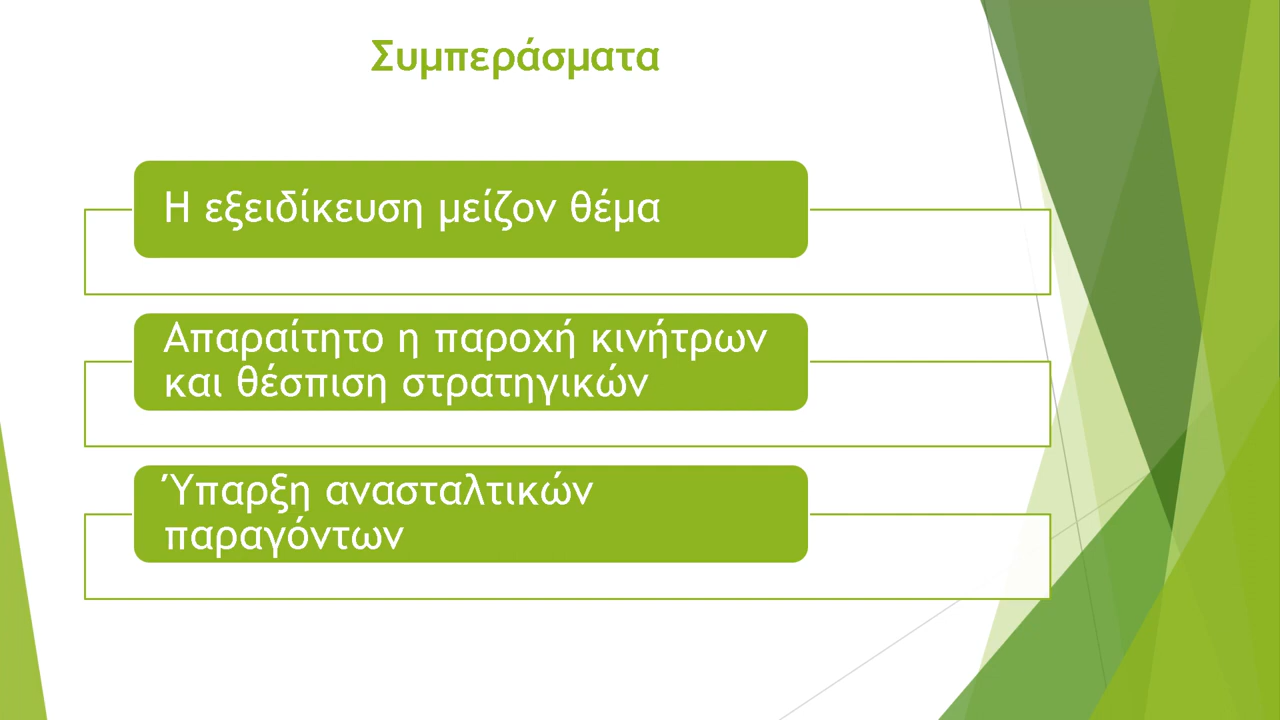 Συμπεράσματα
Η εξειδίκευση μείζον θέμα
Απαραίτητο η παροχή κινήτρων
και θέσπιση στρατηγικών
Ύπαρξη ανασταλτικών
παραγόντων